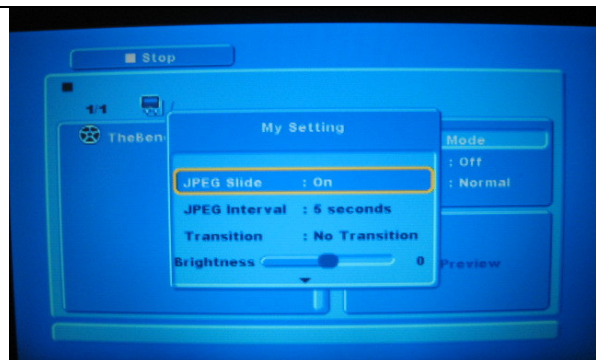 Stop
1/1
My Setting
TheBen
Mode
: Off
JPEG Slide : On
: Normal
JPEG Interval : 5 seconds
Transition : No Transition
Brightness 0
Preview